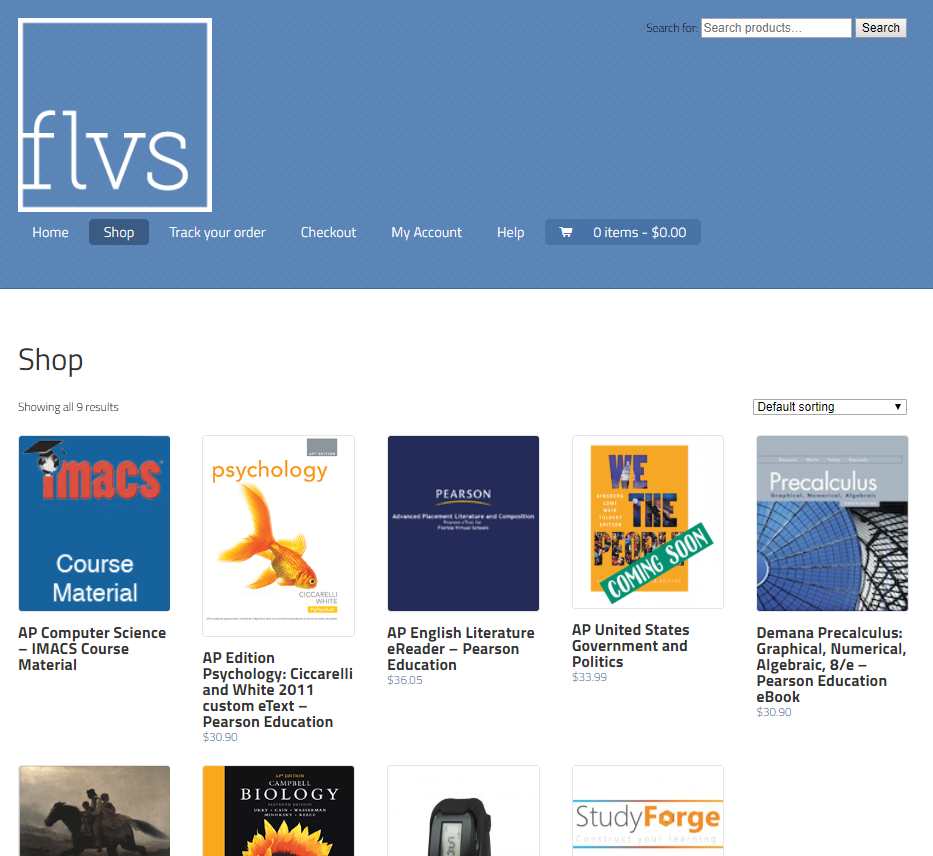 Search for:
Search products...
Search
flvs
Home
Shop
Track your order
Checkout
My Account
Help
0 items - $0.00
Shop
Showing all 9 results
Default sorting
imacs
Course
Material
AP Computer Science
– IMACS Course
Material
AP® EDITION
psychology
CICCARELLI
WHITE
AP Edition
Psychology: Ciccarelli
and White 2011
custom eText –
Pearson Education
$30.90
PEARSON
Advanced Placement Literature and Composition
Pearson eText for
Florida Virtual Schools
AP English Literature
eReader – Pearson
Education
$36.05
WE
THE
PEOPLE
GINSBERG
LOWI
WEIR
TOLBERT
SPITZER
COMING SOON
AP United States
Government and
Politics
$33.99
Demana Waits Foley Kennedy
Precalculus
Graphical, Numerical, Algebraic
Demana Precalculus:
Graphical, Numerical,
Algebraic, 8/e –
Pearson Education
eBook
$30.90
AP® EDITION
CAMPBELL
BIOLOGY
ELEVENTH EDITION
URRY • CAIN • WASSERMAN
MINORSKY • REECE
StudyForge
Construct your learning